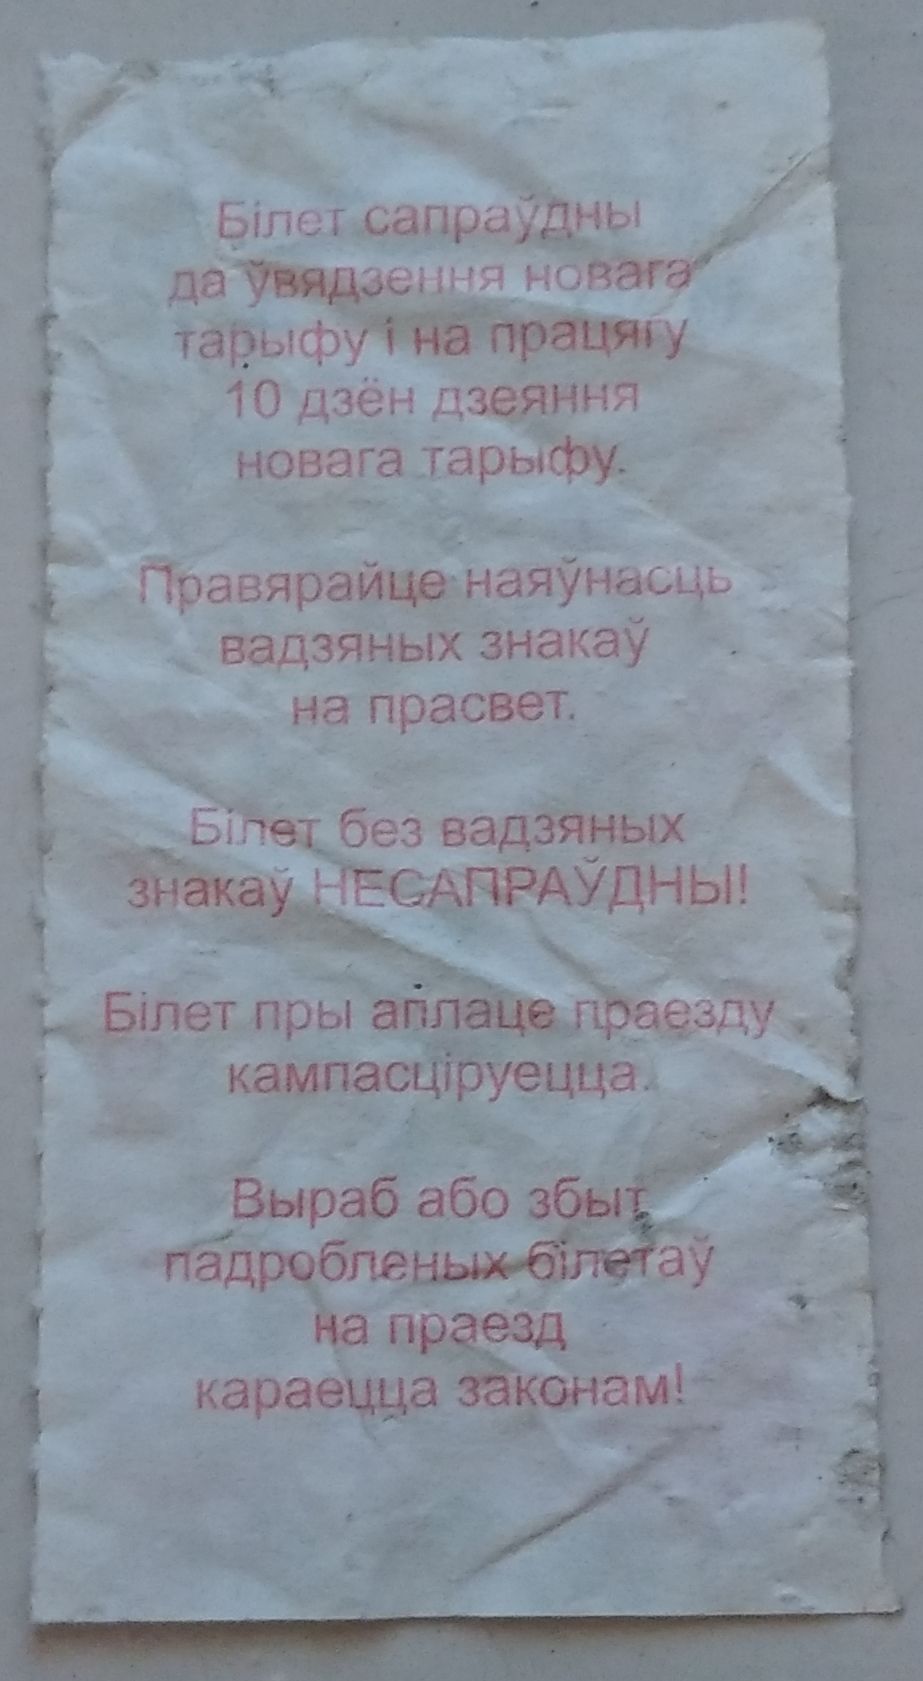 Білет сапраўдны
да ўвядзення новага
тарыфу і на працягу
10 дзён дзеяння
новага тарыфу.
Правярайце наяўнасць
вадзяных знакаў
на прасвет.
Білет без вадзяных
знакаў НЕСАПРАЎДНЫ!
Білет пры аплаце праезду
кампасціруецца.
Выраб або збыт
падробленых білетаў
на праезд
караецца законам!